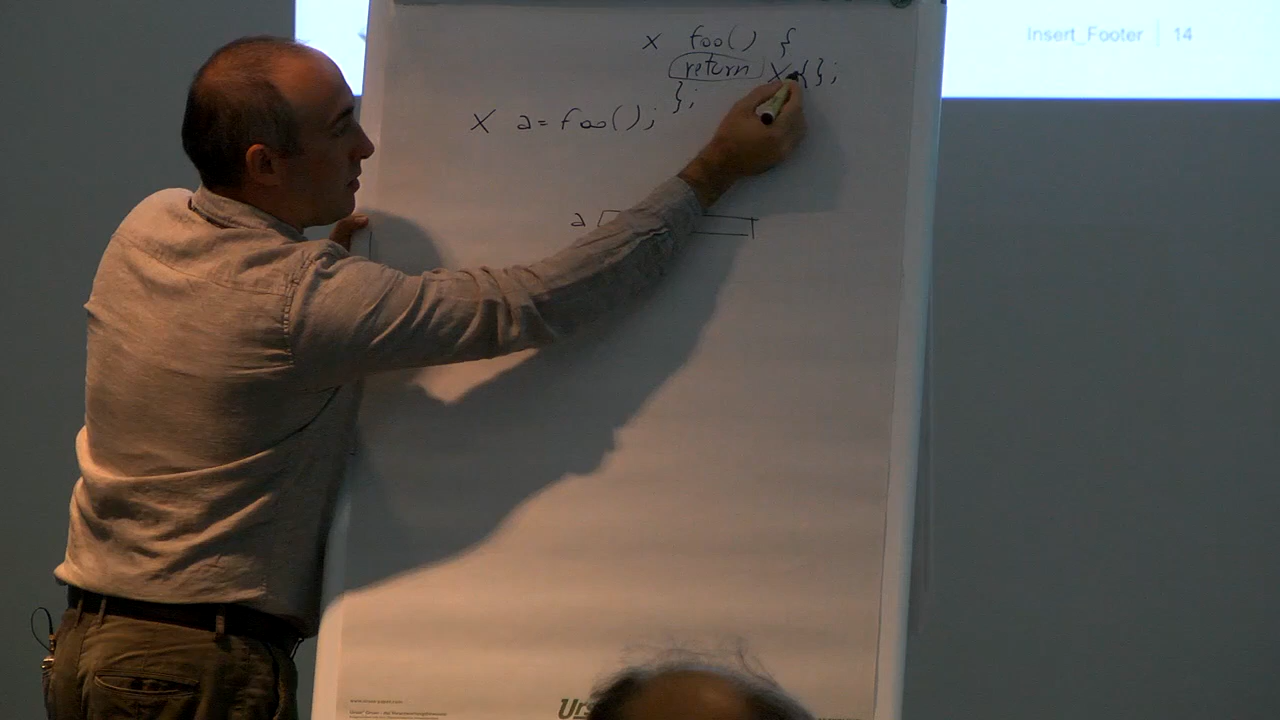 Insert_Footer 14
X foo() {
return X{};
};
X a = foo();
a